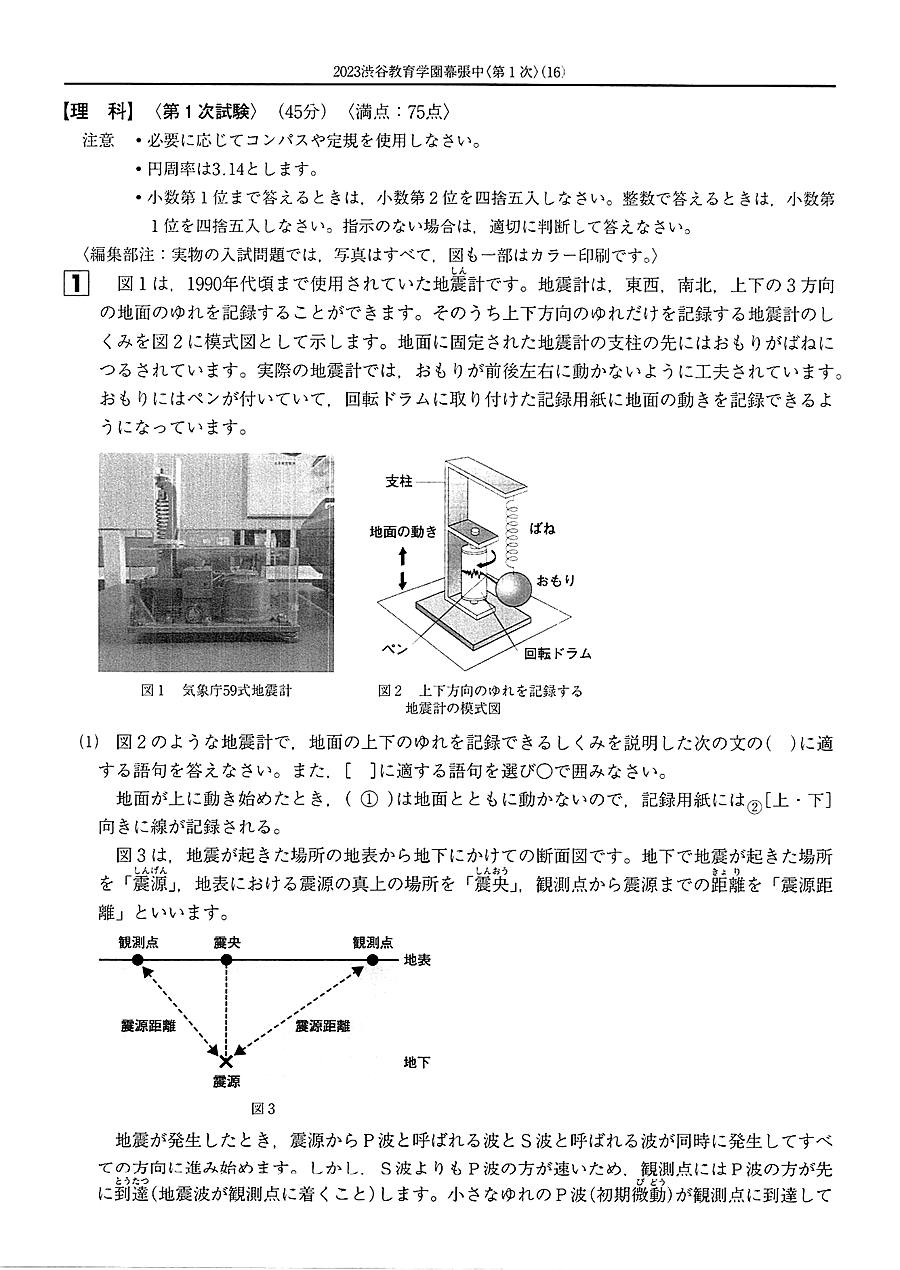 2023渋谷教育学園幕張中〈第1次〉(16)
【理 科】 〈第1次試験〉 (45分) 〈満点：75点〉
注意 ・必要に応じてコンパスや定規を使用しなさい。
・円周率は3.14とします。
・小数第1位まで答えるときは，小数第2位を四捨五入しなさい。整数で答えるときは，小数第
1位を四捨五入しなさい。指示のない場合は，適切に判断して答えなさい。
〈編集部注：実物の入試問題では，写真はすべて，図も一部はカラー印刷です。〉
1 図1は，1990年代頃まで使用されていた地震計です。地震計は，東西，南北，上下の3方向
しん
の地面のゆれを記録することができます。そのうち上下方向のゆれだけを記録する地震計のし
くみを図2に模式図として示します。地面に固定された地震計の支柱の先にはおもりがばねに
つるされています。実際の地震計では，おもりが前後左右に動かないように工夫されています。
おもりにはペンが付いていて，回転ドラムに取り付けた記録用紙に地面の動きを記録できるよ
うになっています。
支柱
地面の動き
ばね
おもり
ペン
回転ドラム
図1 気象庁59式地震計
図2 上下方向のゆれを記録する
地震計の模式図
(1) 図2のような地震計で，地面の上下のゆれを記録できるしくみを説明した次の文の( )に適
する語句を答えなさい。また，[ ]に適する語句を選び○で囲みなさい。
地面が上に動き始めたとき，( ① )は地面とともに動かないので，記録用紙には②[上・下]
向きに線が記録される。
図3は，地震が起きた場所の地表から地下にかけての断面図です。地下で地震が起きた場所
しんげん しんおう きょり
を「震源」，地表における震源の真上の場所を「震央」，観測点から震源までの距離を「震源距
離」といいます。
観測点 震央 観測点
地表
震源距離 震源距離
地下
震源
図3
地震が発生したとき，震源からP波と呼ばれる波とS波と呼ばれる波が同時に発生してすべ
ての方向に進み始めます。しかし，S波よりもP波の方が速いため，観測点にはP波の方が先
とうたつ びどう
に到達(地震波が観測点に着くこと)します。小さなゆれのP波(初期微動)が観測点に到達して